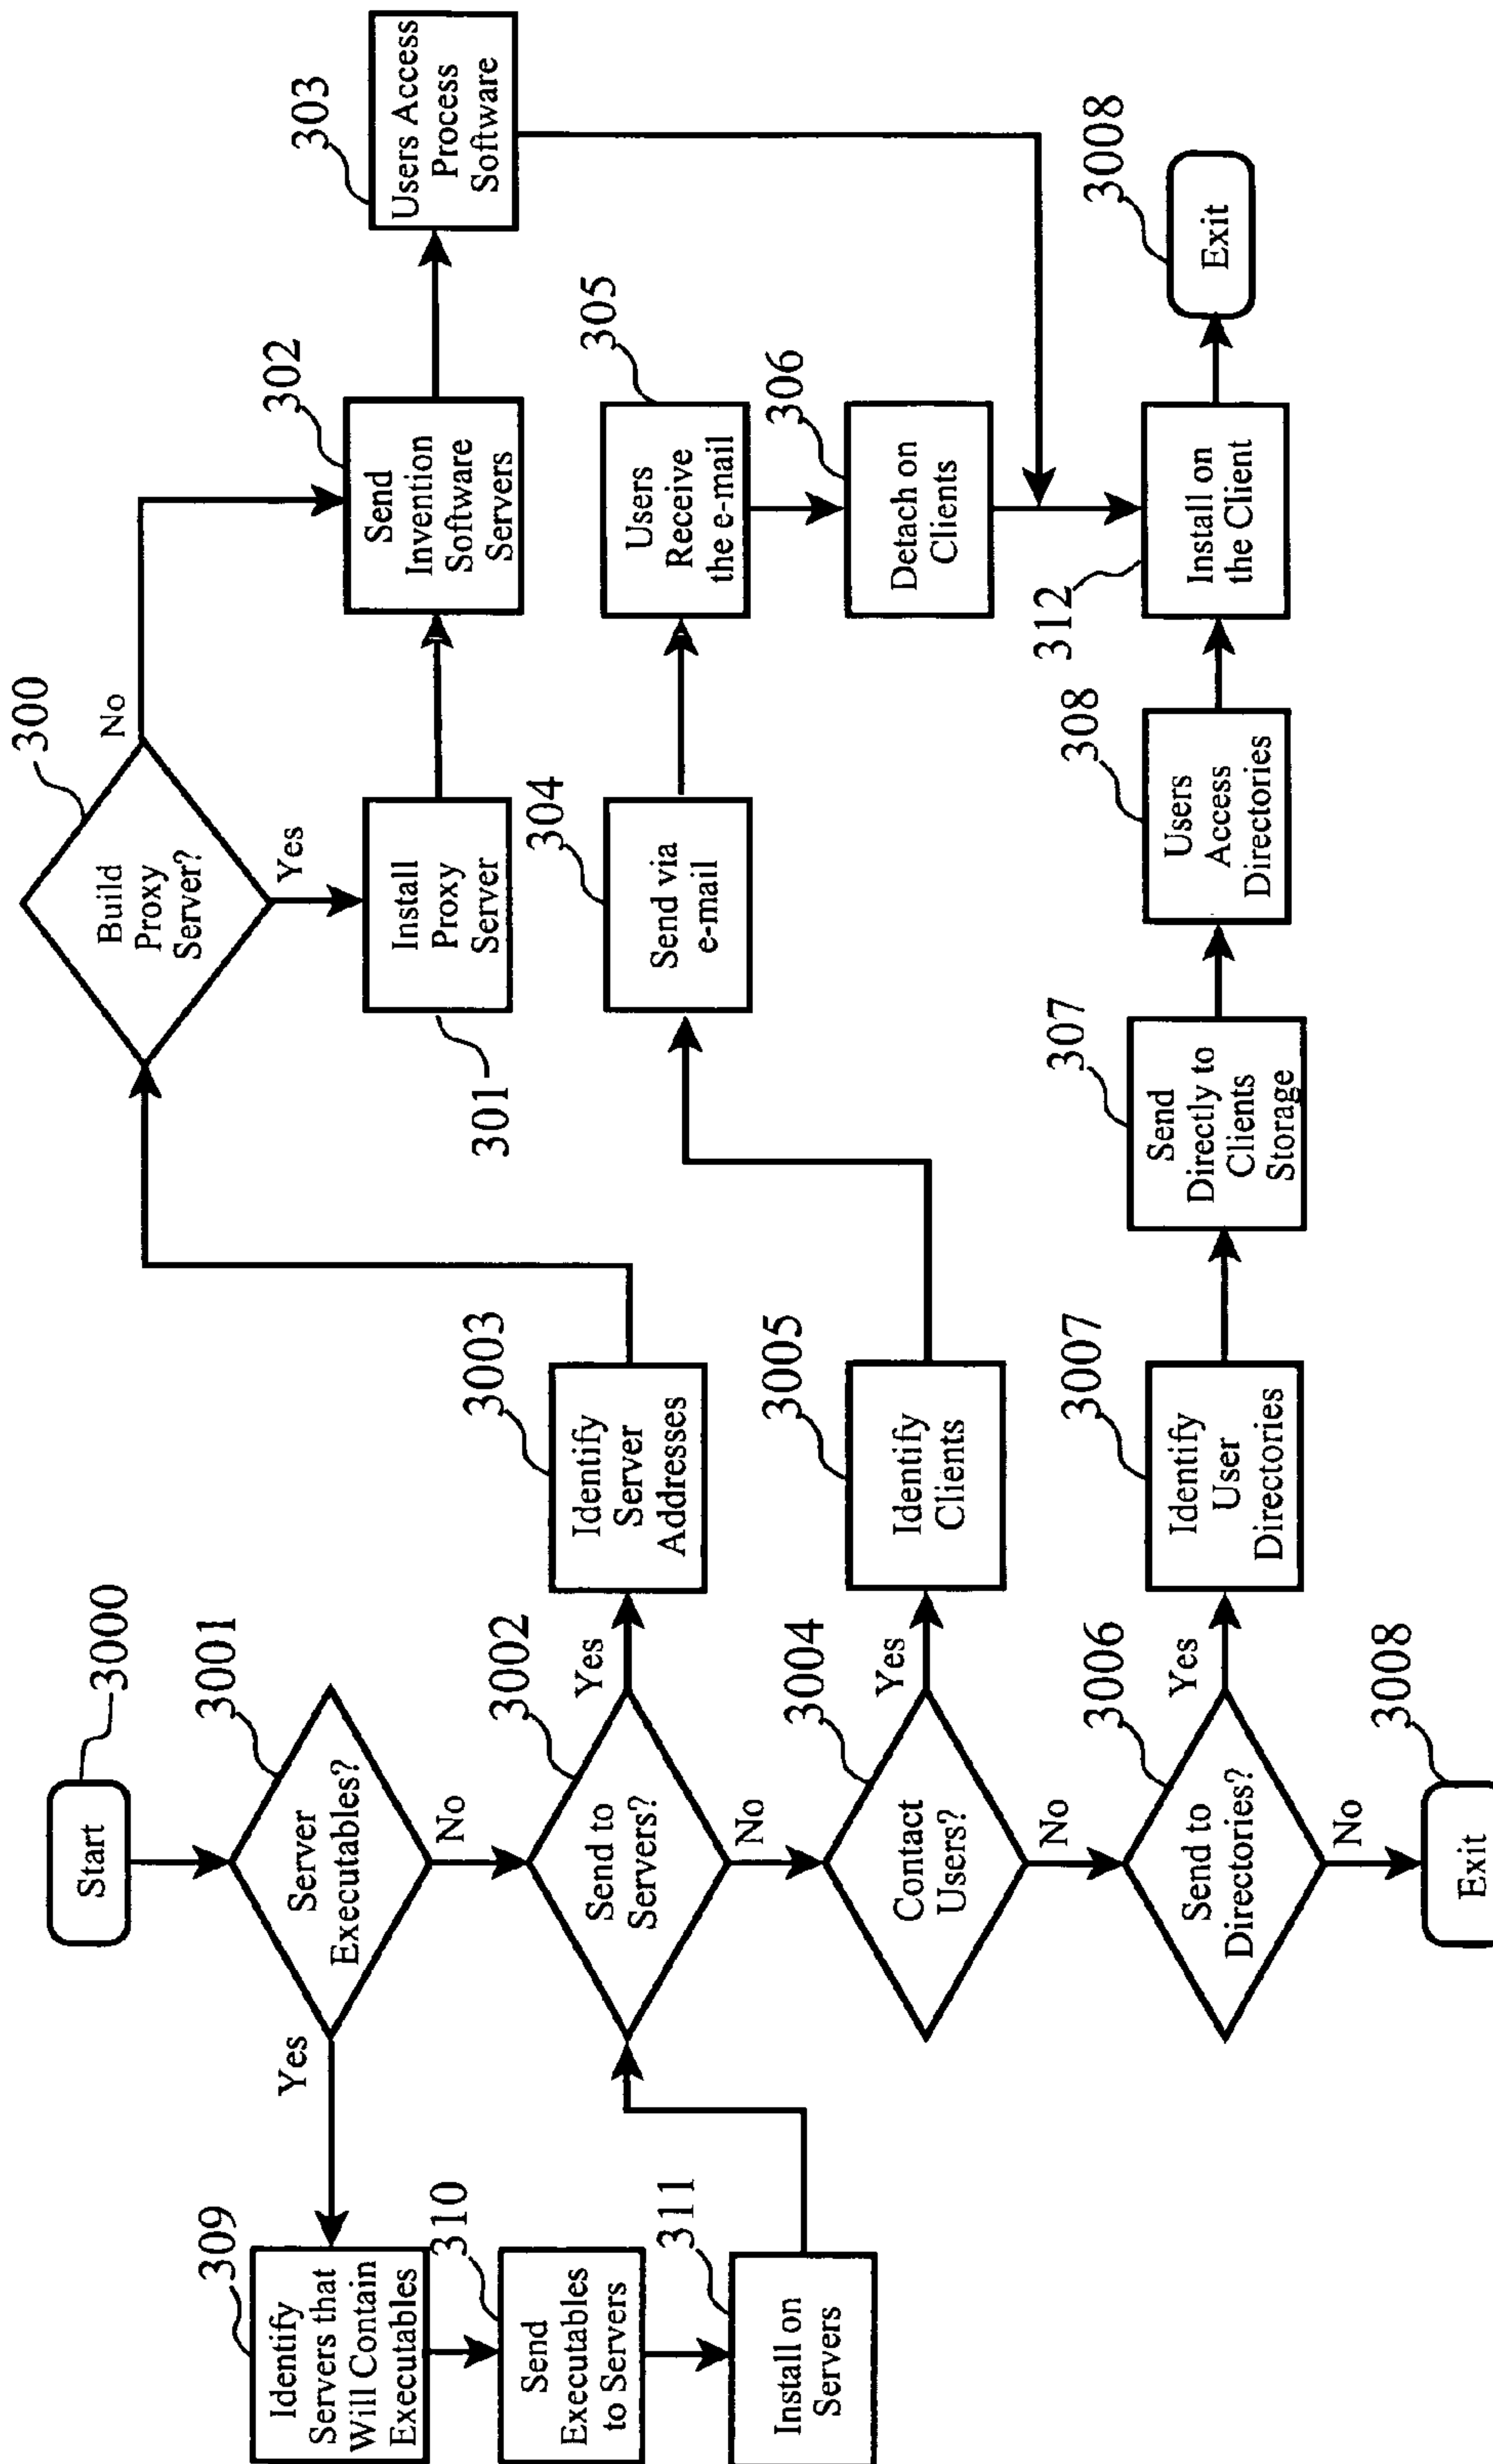 3000
Start
3001
Server
Executables?
Yes
No
309
Identify
Servers that
Will Contain
Executables
310
Send
Executables
to Servers
311
Install on
Servers
3002
Send to
Servers?
Yes
No
3003
Identify
Server
Addresses
300
Build
Proxy
Server?
No
Yes
301
Install
Proxy
Server
302
Send
Invention
Software
Servers
303
Users Access
Process
Software
3004
Contact
Users?
Yes
No
3005
Identify
Clients
304
Send via
e-mail
305
Users
Receive
the e-mail
306
Detach on
Clients
3006
Send to
Directories?
Yes
No
3007
Identify
User
Directories
307
Send
Directly to
Clients
Storage
308
Users
Access
Directories
312
Install on
the Client
3008
Exit
3008
Exit